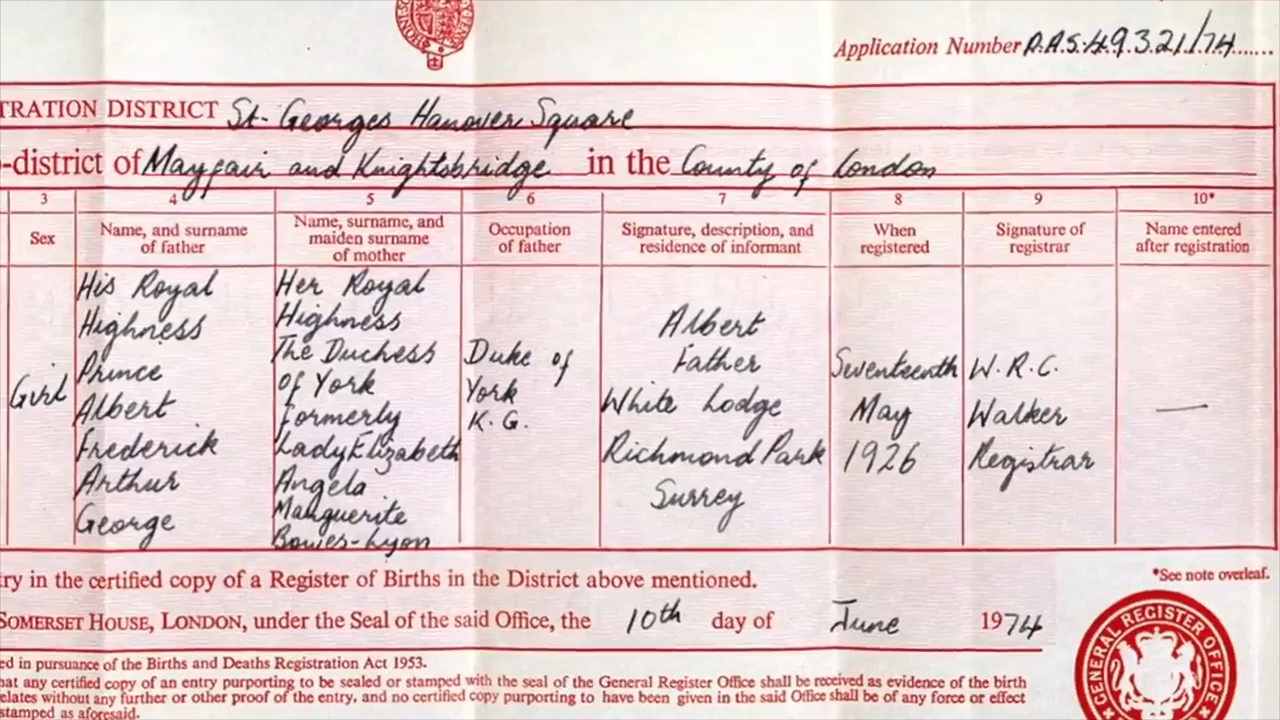 Application Number P.A.S. 49321/74
TRATION DISTRICT St. Georges Hanover Square
-district of Mayfair and Knightsbridge in the County of London
3 4 5 6 7 8 9 10*
Sex
Name, and surname of father
Name, surname, and maiden surname of mother
Occupation of father
Signature, description, and residence of informant
When registered
Signature of registrar
Name entered after registration
Girl
His Royal
Highness
Prince
Albert
Frederick
Arthur
George
Her Royal
Highness
The Duchess
of York
Formerly
Lady Elizabeth
Angela
Marguerite
Bowes-Lyon
Duke of
York
K.G.
Albert
Father
White Lodge
Richmond Park
Surrey
Seventeenth
May
1926
W.R.C.
Walker
Registrar
—
ry in the certified copy of a Register of Births in the District above mentioned.
*See note overleaf.
SOMERSET HOUSE, LONDON, under the Seal of the said Office, the 10th day of June 1974
ed in pursuance of the Births and Deaths Registration Act 1953.
hat any certified copy of an entry purporting to be sealed or stamped with the seal of the General Register Office shall be received as evidence of the birth
elates without any further or other proof of the entry, and no certified copy purporting to have been given in the said Office shall be of any force or effect
stamped as aforesaid.
GENERAL REGISTER OFFICE